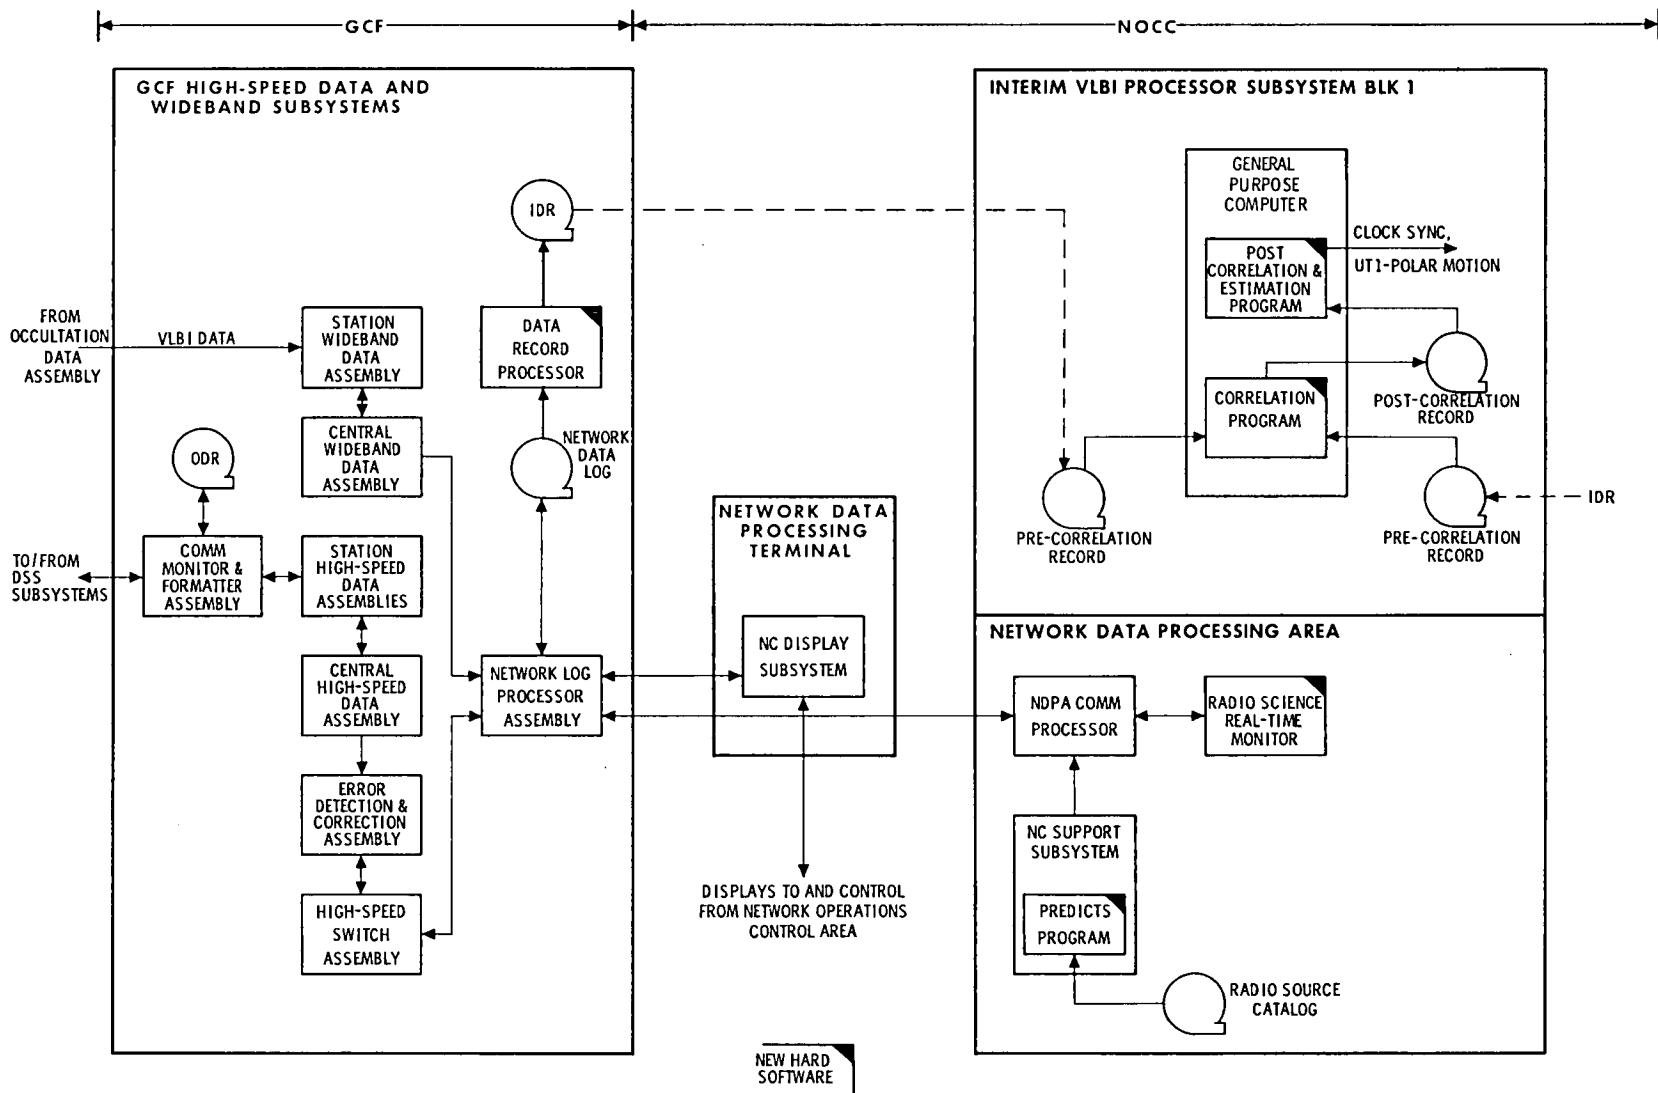 GCF
NOCC
GCF HIGH-SPEED DATA AND
WIDEBAND SUBSYSTEMS
IDR
FROM
OCCULTATION
DATA
ASSEMBLY
VLBI DATA
STATION
WIDEBAND
DATA
ASSEMBLY
DATA
RECORD
PROCESSOR
CENTRAL
WIDEBAND
DATA
ASSEMBLY
NETWORK
DATA
LOG
ODR
TO/FROM
DSS
SUBSYSTEMS
COMM
MONITOR &
FORMATTER
ASSEMBLY
STATION
HIGH-SPEED
DATA
ASSEMBLIES
CENTRAL
HIGH-SPEED
DATA
ASSEMBLY
NETWORK LOG
PROCESSOR
ASSEMBLY
ERROR
DETECTION &
CORRECTION
ASSEMBLY
HIGH-SPEED
SWITCH
ASSEMBLY
NETWORK DATA
PROCESSING
TERMINAL
NC DISPLAY
SUBSYSTEM
DISPLAYS TO AND CONTROL
FROM NETWORK OPERATIONS
CONTROL AREA
INTERIM VLBI PROCESSOR SUBSYSTEM BLK 1
GENERAL
PURPOSE
COMPUTER
POST
CORRELATION &
ESTIMATION
PROGRAM
CLOCK SYNC,
UT1-POLAR MOTION
CORRELATION
PROGRAM
POST-CORRELATION
RECORD
PRE-CORRELATION
RECORD
IDR
PRE-CORRELATION
RECORD
NETWORK DATA PROCESSING AREA
NDPA COMM
PROCESSOR
RADIO SCIENCE
REAL-TIME
MONITOR
NC SUPPORT
SUBSYSTEM
PREDICTS
PROGRAM
RADIO SOURCE
CATALOG
NEW HARD
SOFTWARE